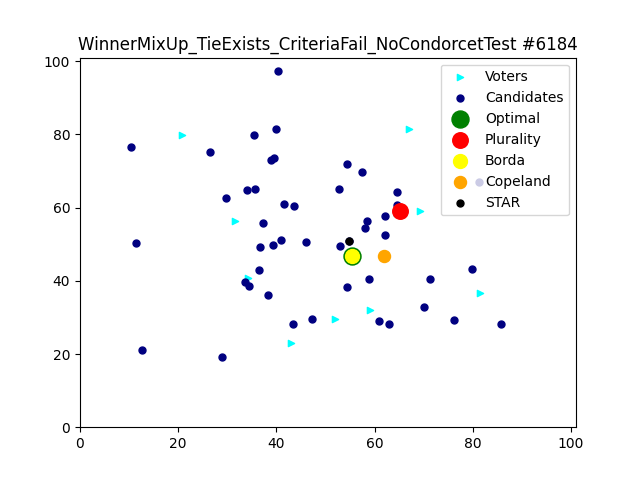 WinnerMixUp_TieExists_CriteriaFail_NoCondorcetTest #6184
100
80
60
40
20
0
0 20 40 60 80 100
Voters
Candidates
Optimal
Plurality
Borda
Copeland
STAR